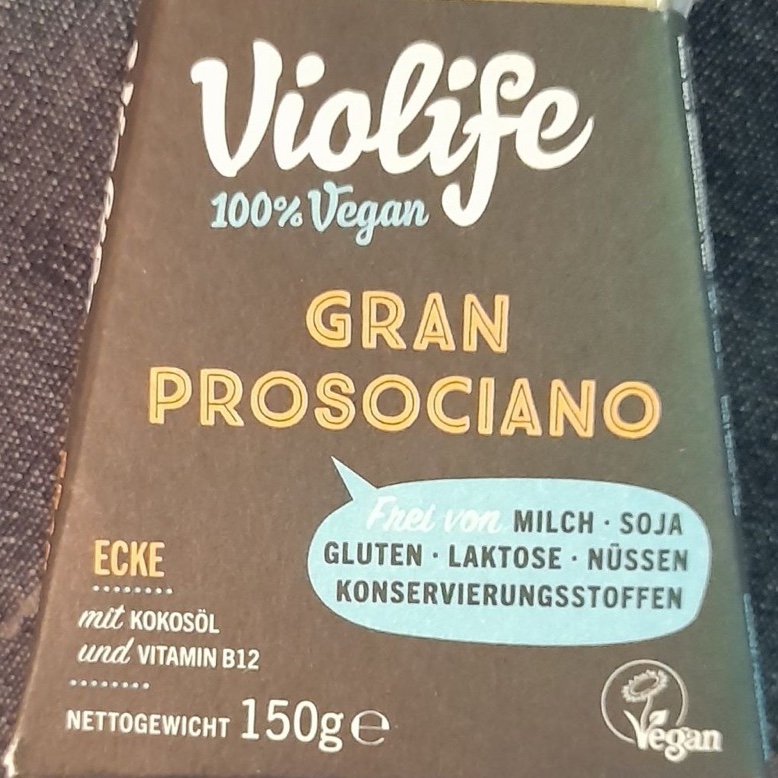 Violife
100% Vegan
GRAN
PROSOCIANO
Frei von MILCH · SOJA
GLUTEN · LAKTOSE · NÜSSEN
KONSERVIERUNGSSTOFFEN
ECKE
mit KOKOSÖL
und VITAMIN B12
NETTOGEWICHT 150g e
Vegan